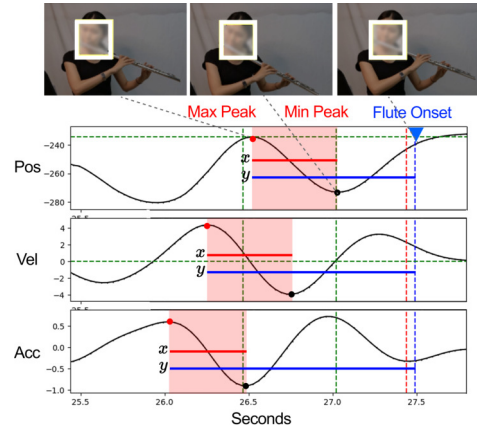 Max Peak Min Peak Flute Onset
Pos
−240
−260
−280
x
y
Vel
4
2
0
−2
−4
x
y
Acc
0.5
0.0
−0.5
−1.0
x
y
25.5 26.0 26.5 27.0 27.5
Seconds